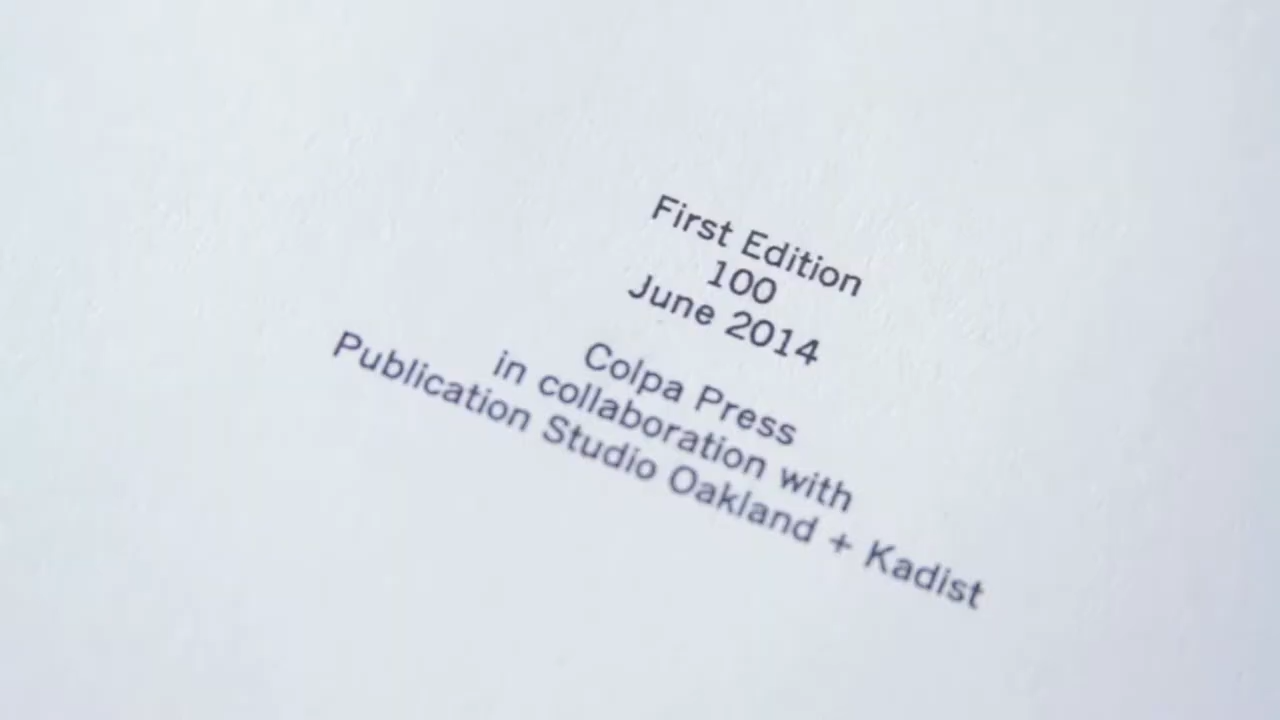 First Edition
100
June 2014
Colpa Press
in collaboration with
Publication Studio Oakland + Kadist